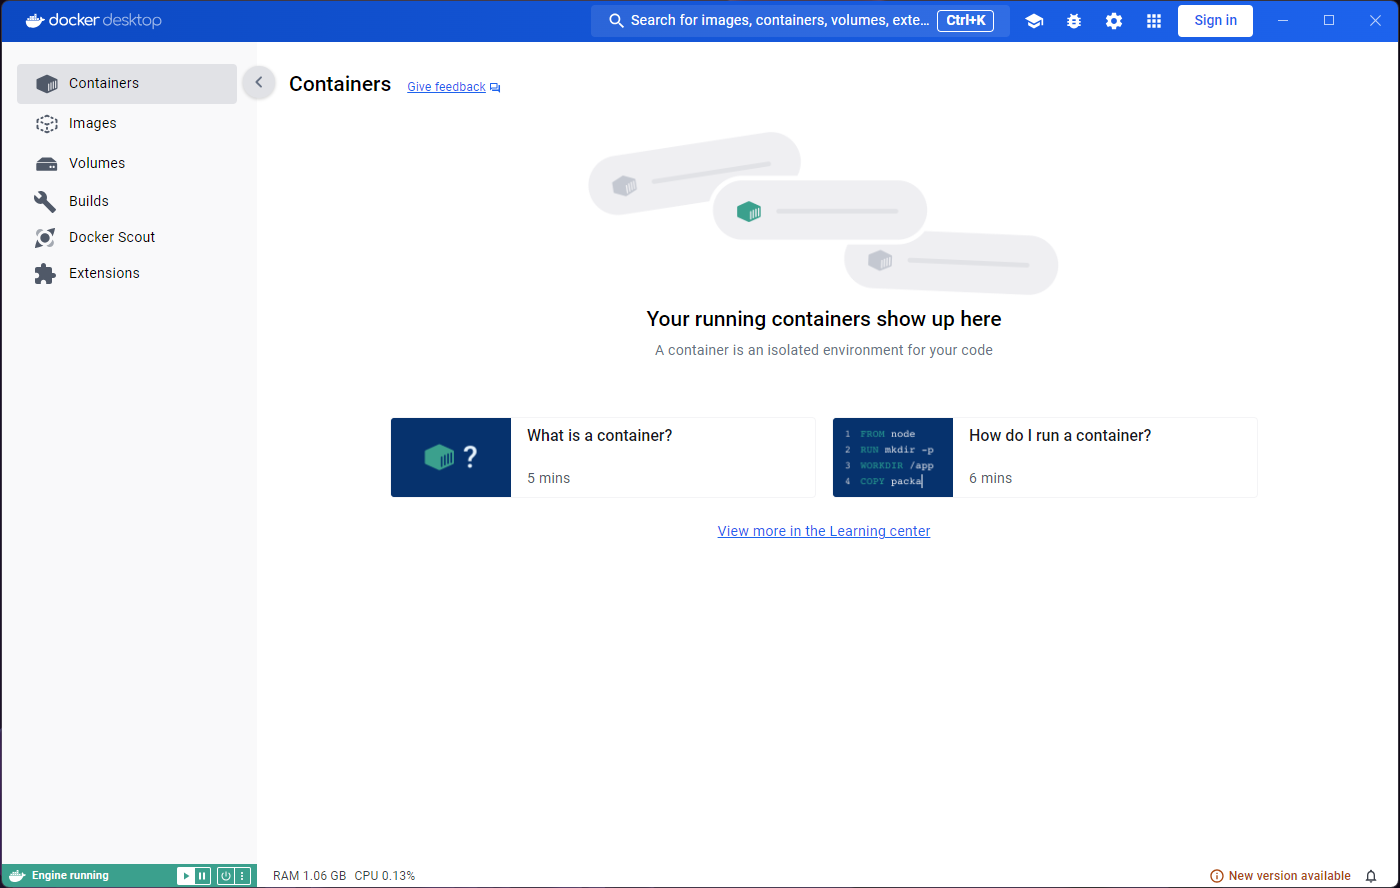 docker desktop
Search for images, containers, volumes, exte... Ctrl+K
Sign in
Containers
Images
Volumes
Builds
Docker Scout
Extensions
Containers
Give feedback
Your running containers show up here
A container is an isolated environment for your code
?
What is a container?
5 mins
1 FROM node
2 RUN mkdir -p
3 WORKDIR /app
4 COPY packa
How do I run a container?
6 mins
View more in the Learning center
Engine running
RAM 1.06 GB CPU 0.13%
New version available